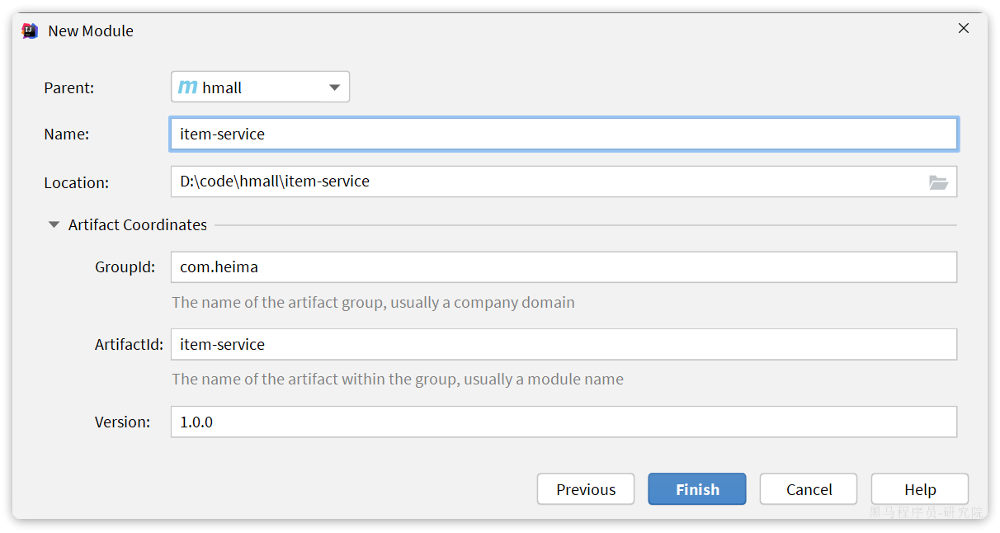 New Module
Parent: hmall
Name: item-service
Location: D:\code\hmall\item-service
Artifact Coordinates
GroupId: com.heima
The name of the artifact group, usually a company domain
ArtifactId: item-service
The name of the artifact within the group, usually a module name
Version: 1.0.0
Previous Finish Cancel Help
黑马程序员-研究院